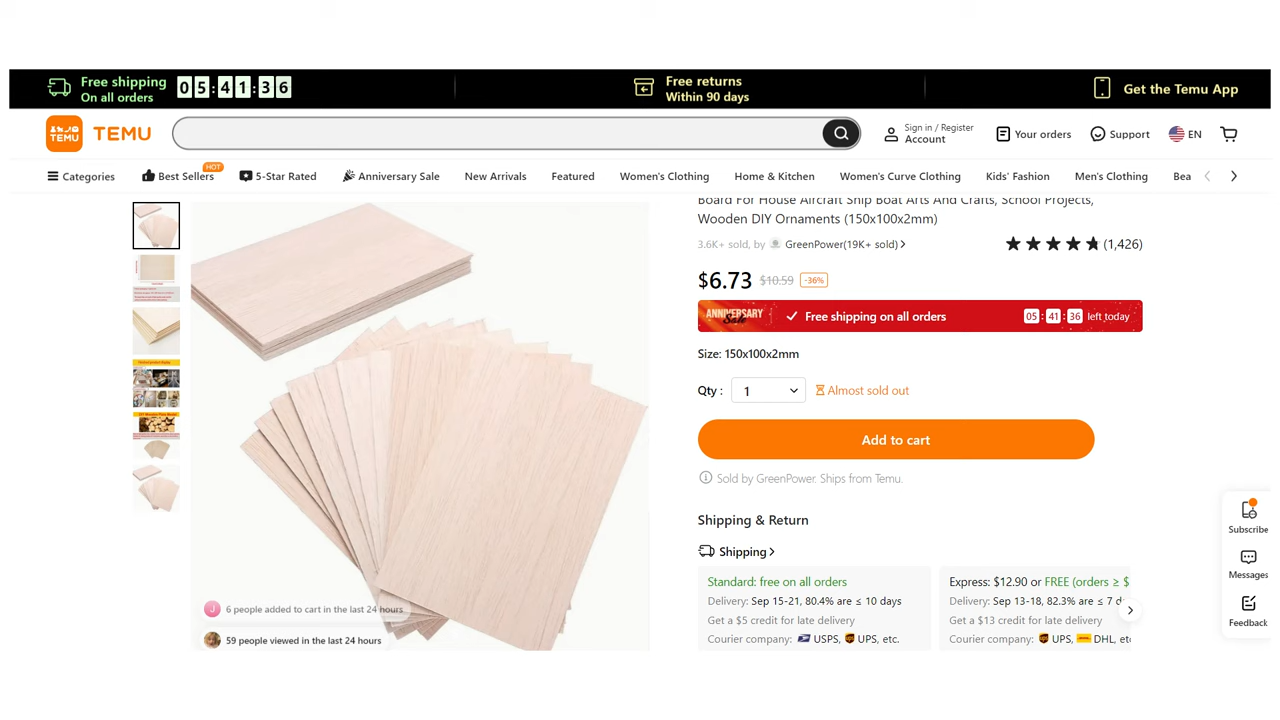 Free shipping
On all orders
05:41:36
Free returns
Within 90 days
Get the Temu App
TEMU
TEMU
Sign in / Register
Account
Your orders
Support
EN
Categories
Best Sellers
HOT
5-Star Rated
Anniversary Sale
New Arrivals
Featured
Women's Clothing
Home & Kitchen
Women's Curve Clothing
Kids' Fashion
Men's Clothing
Bea
Board For House Aircraft Ship Boat Arts And Crafts, School Projects,
Wooden DIY Ornaments (150x100x2mm)
3.6K+ sold, by GreenPower(19K+ sold)
(1,426)
$6.73 $10.59 -36%
ANNIVERSARY
Sale
Free shipping on all orders
05:41:36 left today
Size: 150x100x2mm
Qty : 1 Almost sold out
Add to cart
Sold by GreenPower. Ships from Temu.
Shipping & Return
Shipping
Standard: free on all orders
Delivery: Sep 15-21, 80.4% are ≤ 10 days
Get a $5 credit for late delivery
Courier company: USPS, UPS, etc.
Express: $12.90 or FREE (orders ≥ $
Delivery: Sep 13-18, 82.3% are ≤ 7 d
Get a $13 credit for late delivery
Courier company: UPS, DHL, etc
J 6 people added to cart in the last 24 hours
59 people viewed in the last 24 hours
Subscribe
Messages
Feedback